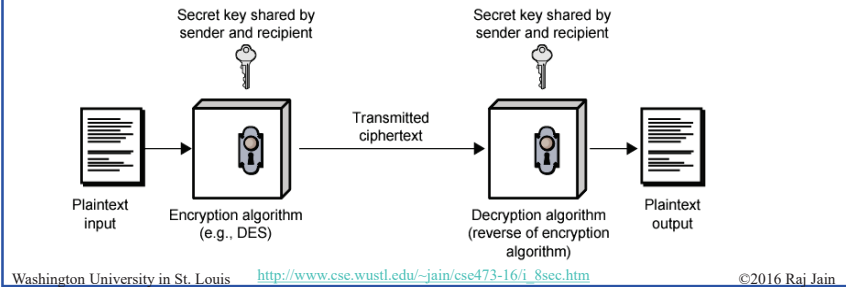 Secret key shared by
sender and recipient
Secret key shared by
sender and recipient
Transmitted
ciphertext
Plaintext
input
Encryption algorithm
(e.g., DES)
Decryption algorithm
(reverse of encryption
algorithm)
Plaintext
output
Washington University in St. Louis http://www.cse.wustl.edu/~jain/cse473-16/i_8sec.htm ©2016 Raj Jain